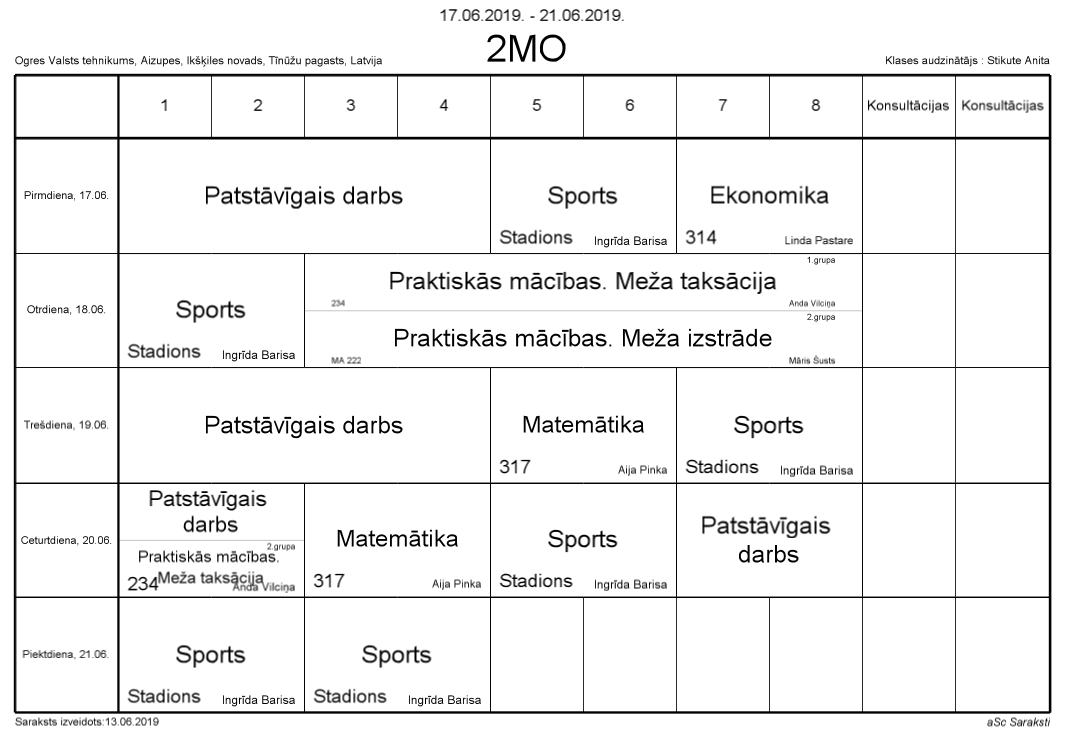 17.06.2019. - 21.06.2019.
2MO
Ogres Valsts tehnikums, Aizupes, Ikšķiles novads, Tīnūžu pagasts, Latvija
Klases audzinātājs : Stikute Anita
1 2 3 4 5 6 7 8 Konsultācijas Konsultācijas
Pirmdiena, 17.06.
Patstāvīgais darbs
Sports
Stadions Ingrīda Barisa
Ekonomika
314 Linda Pastare
Otrdiena, 18.06.
Sports
Stadions Ingrīda Barisa
1.grupa
Praktiskās mācības. Meža taksācija
234 Anda Vilciņa
2.grupa
Praktiskās mācības. Meža izstrāde
MA 222 Māris Šusts
Trešdiena, 19.06.
Patstāvīgais darbs
Matemātika
317 Aija Pinka
Sports
Stadions Ingrīda Barisa
Ceturtdiena, 20.06.
Patstāvīgais
darbs
2.grupa
Praktiskās mācības.
Meža taksācija
234 Anda Vilciņa
Matemātika
317 Aija Pinka
Sports
Stadions Ingrīda Barisa
Patstāvīgais
darbs
Piektdiena, 21.06.
Sports
Stadions Ingrīda Barisa
Sports
Stadions Ingrīda Barisa
Saraksts izveidots:13.06.2019
aSc Saraksti